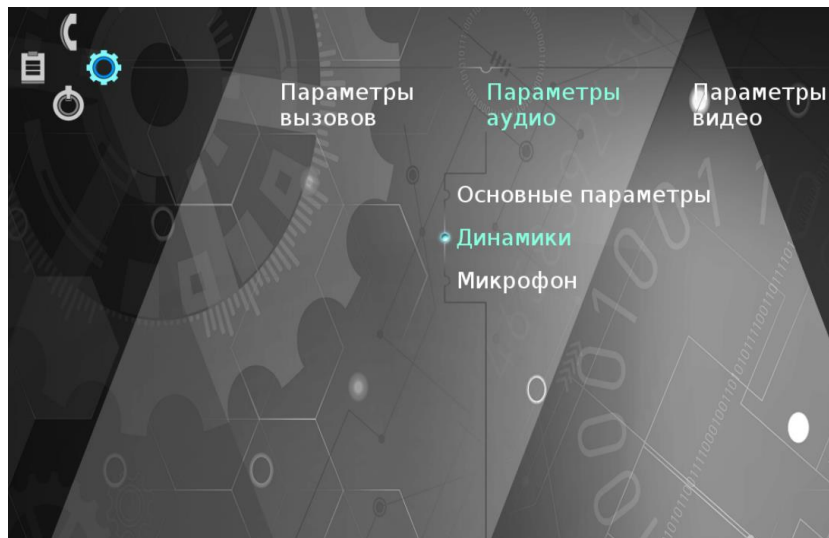 Параметры
вызовов
Параметры
аудио
Параметры
видео
Основные параметры
Динамики
Микрофон